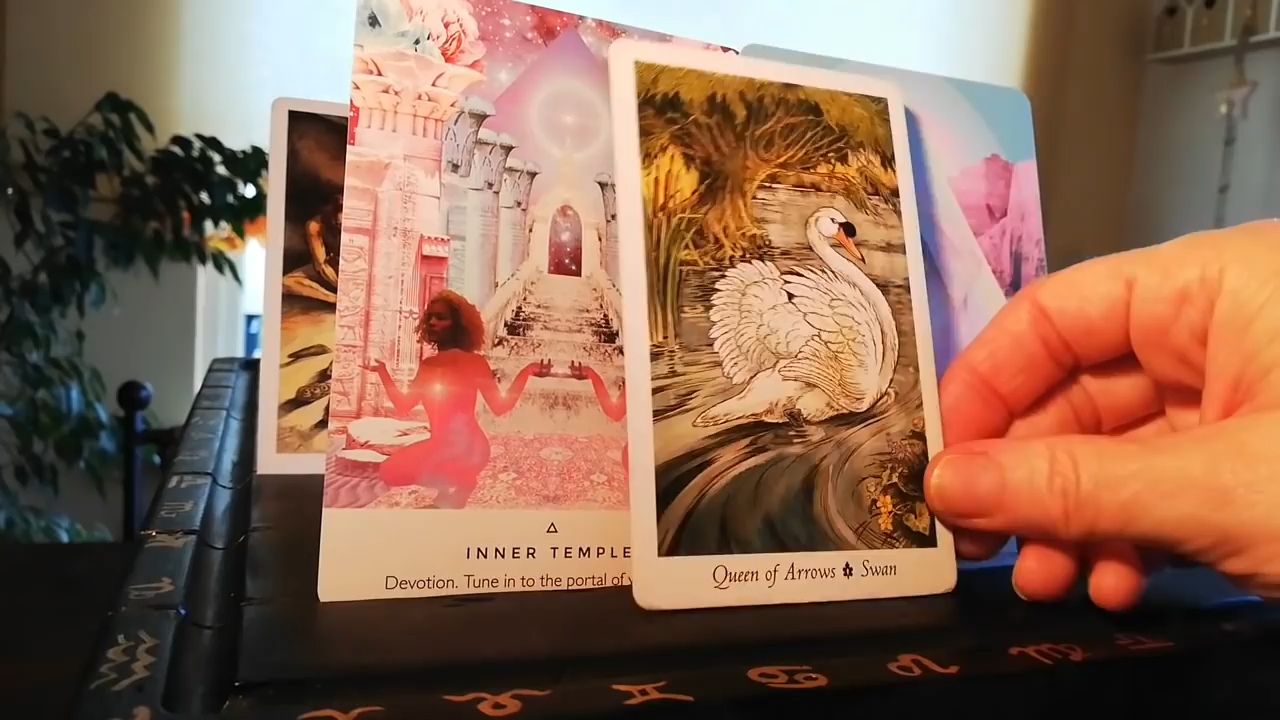 INNER TEMPLE
Devotion. Tune in to the portal of
Queen of Arrows Swan